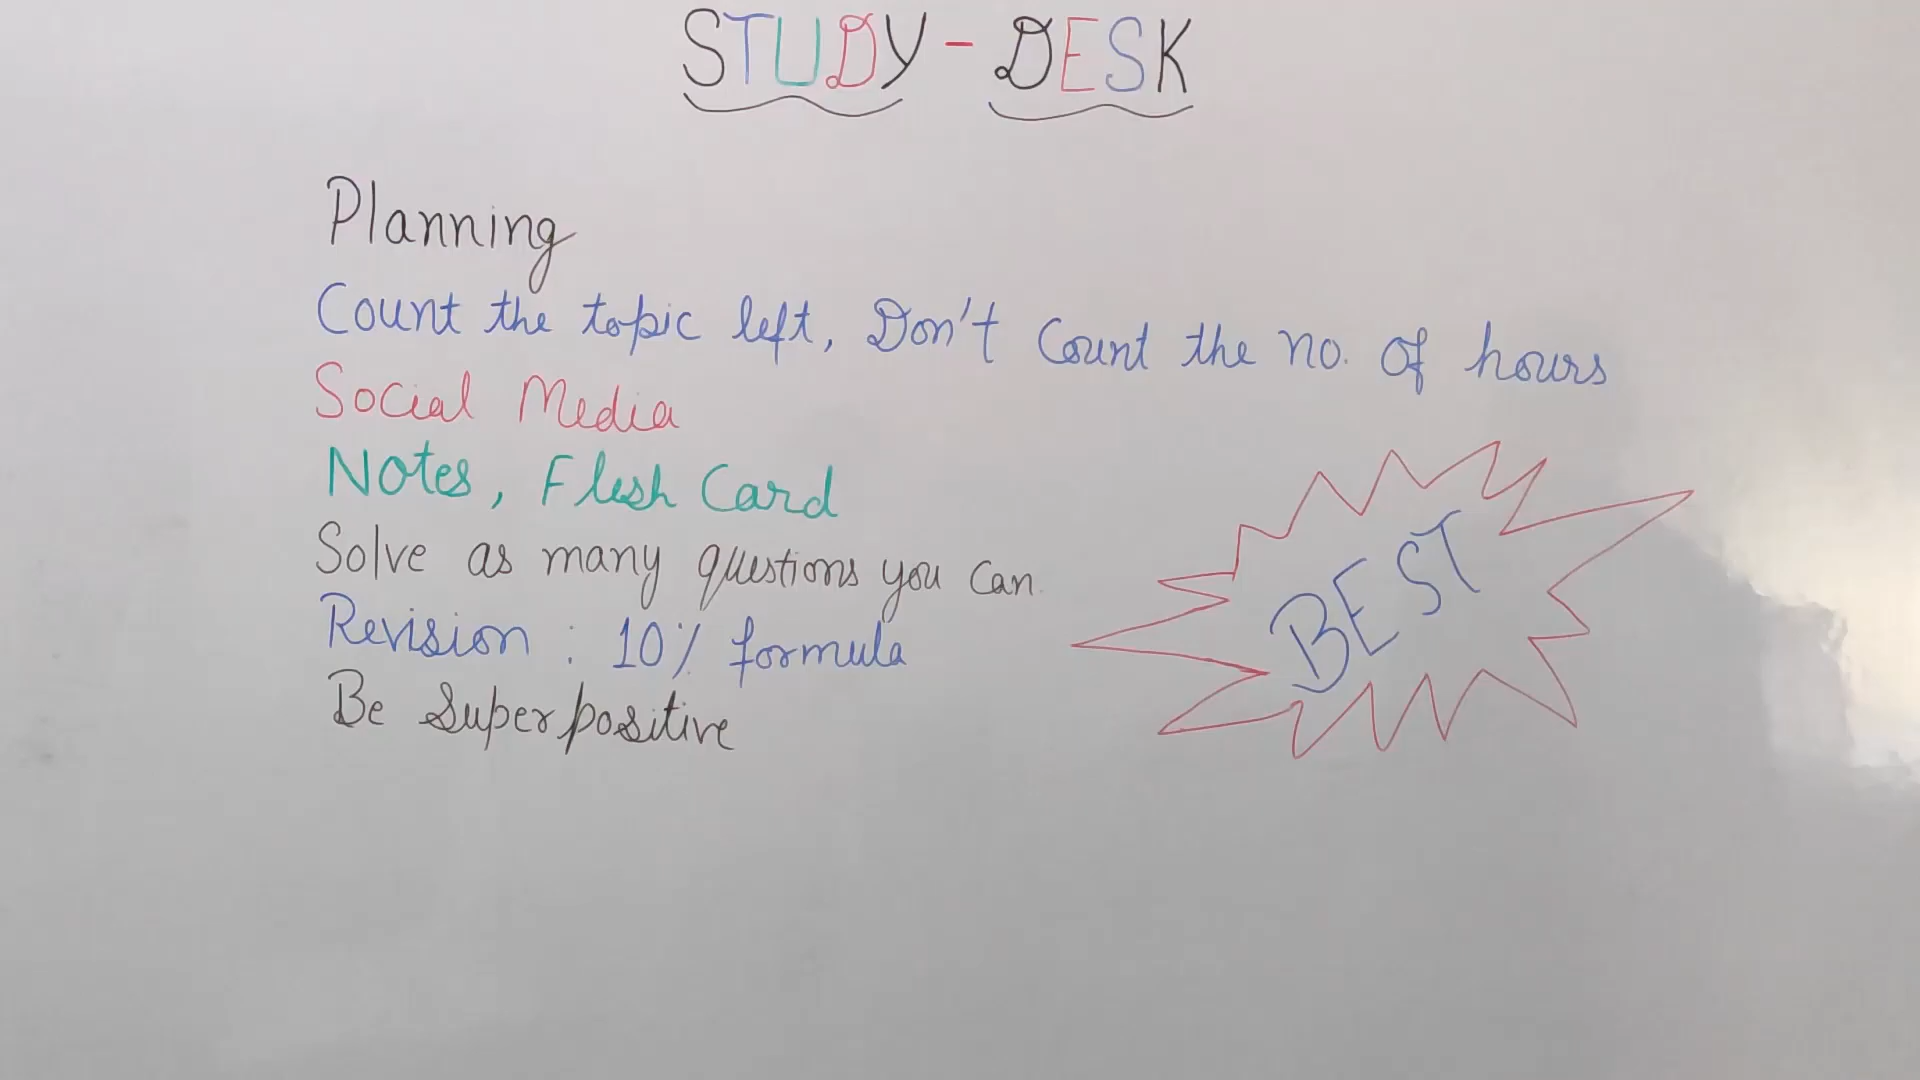 STUDY - DESK
Planning
Count the topic left, Don't Count the no. of hours
Social Media
Notes, Flash Card
Solve as many questions you can.
Revision : 10% formula
Be Superpositive
BEST